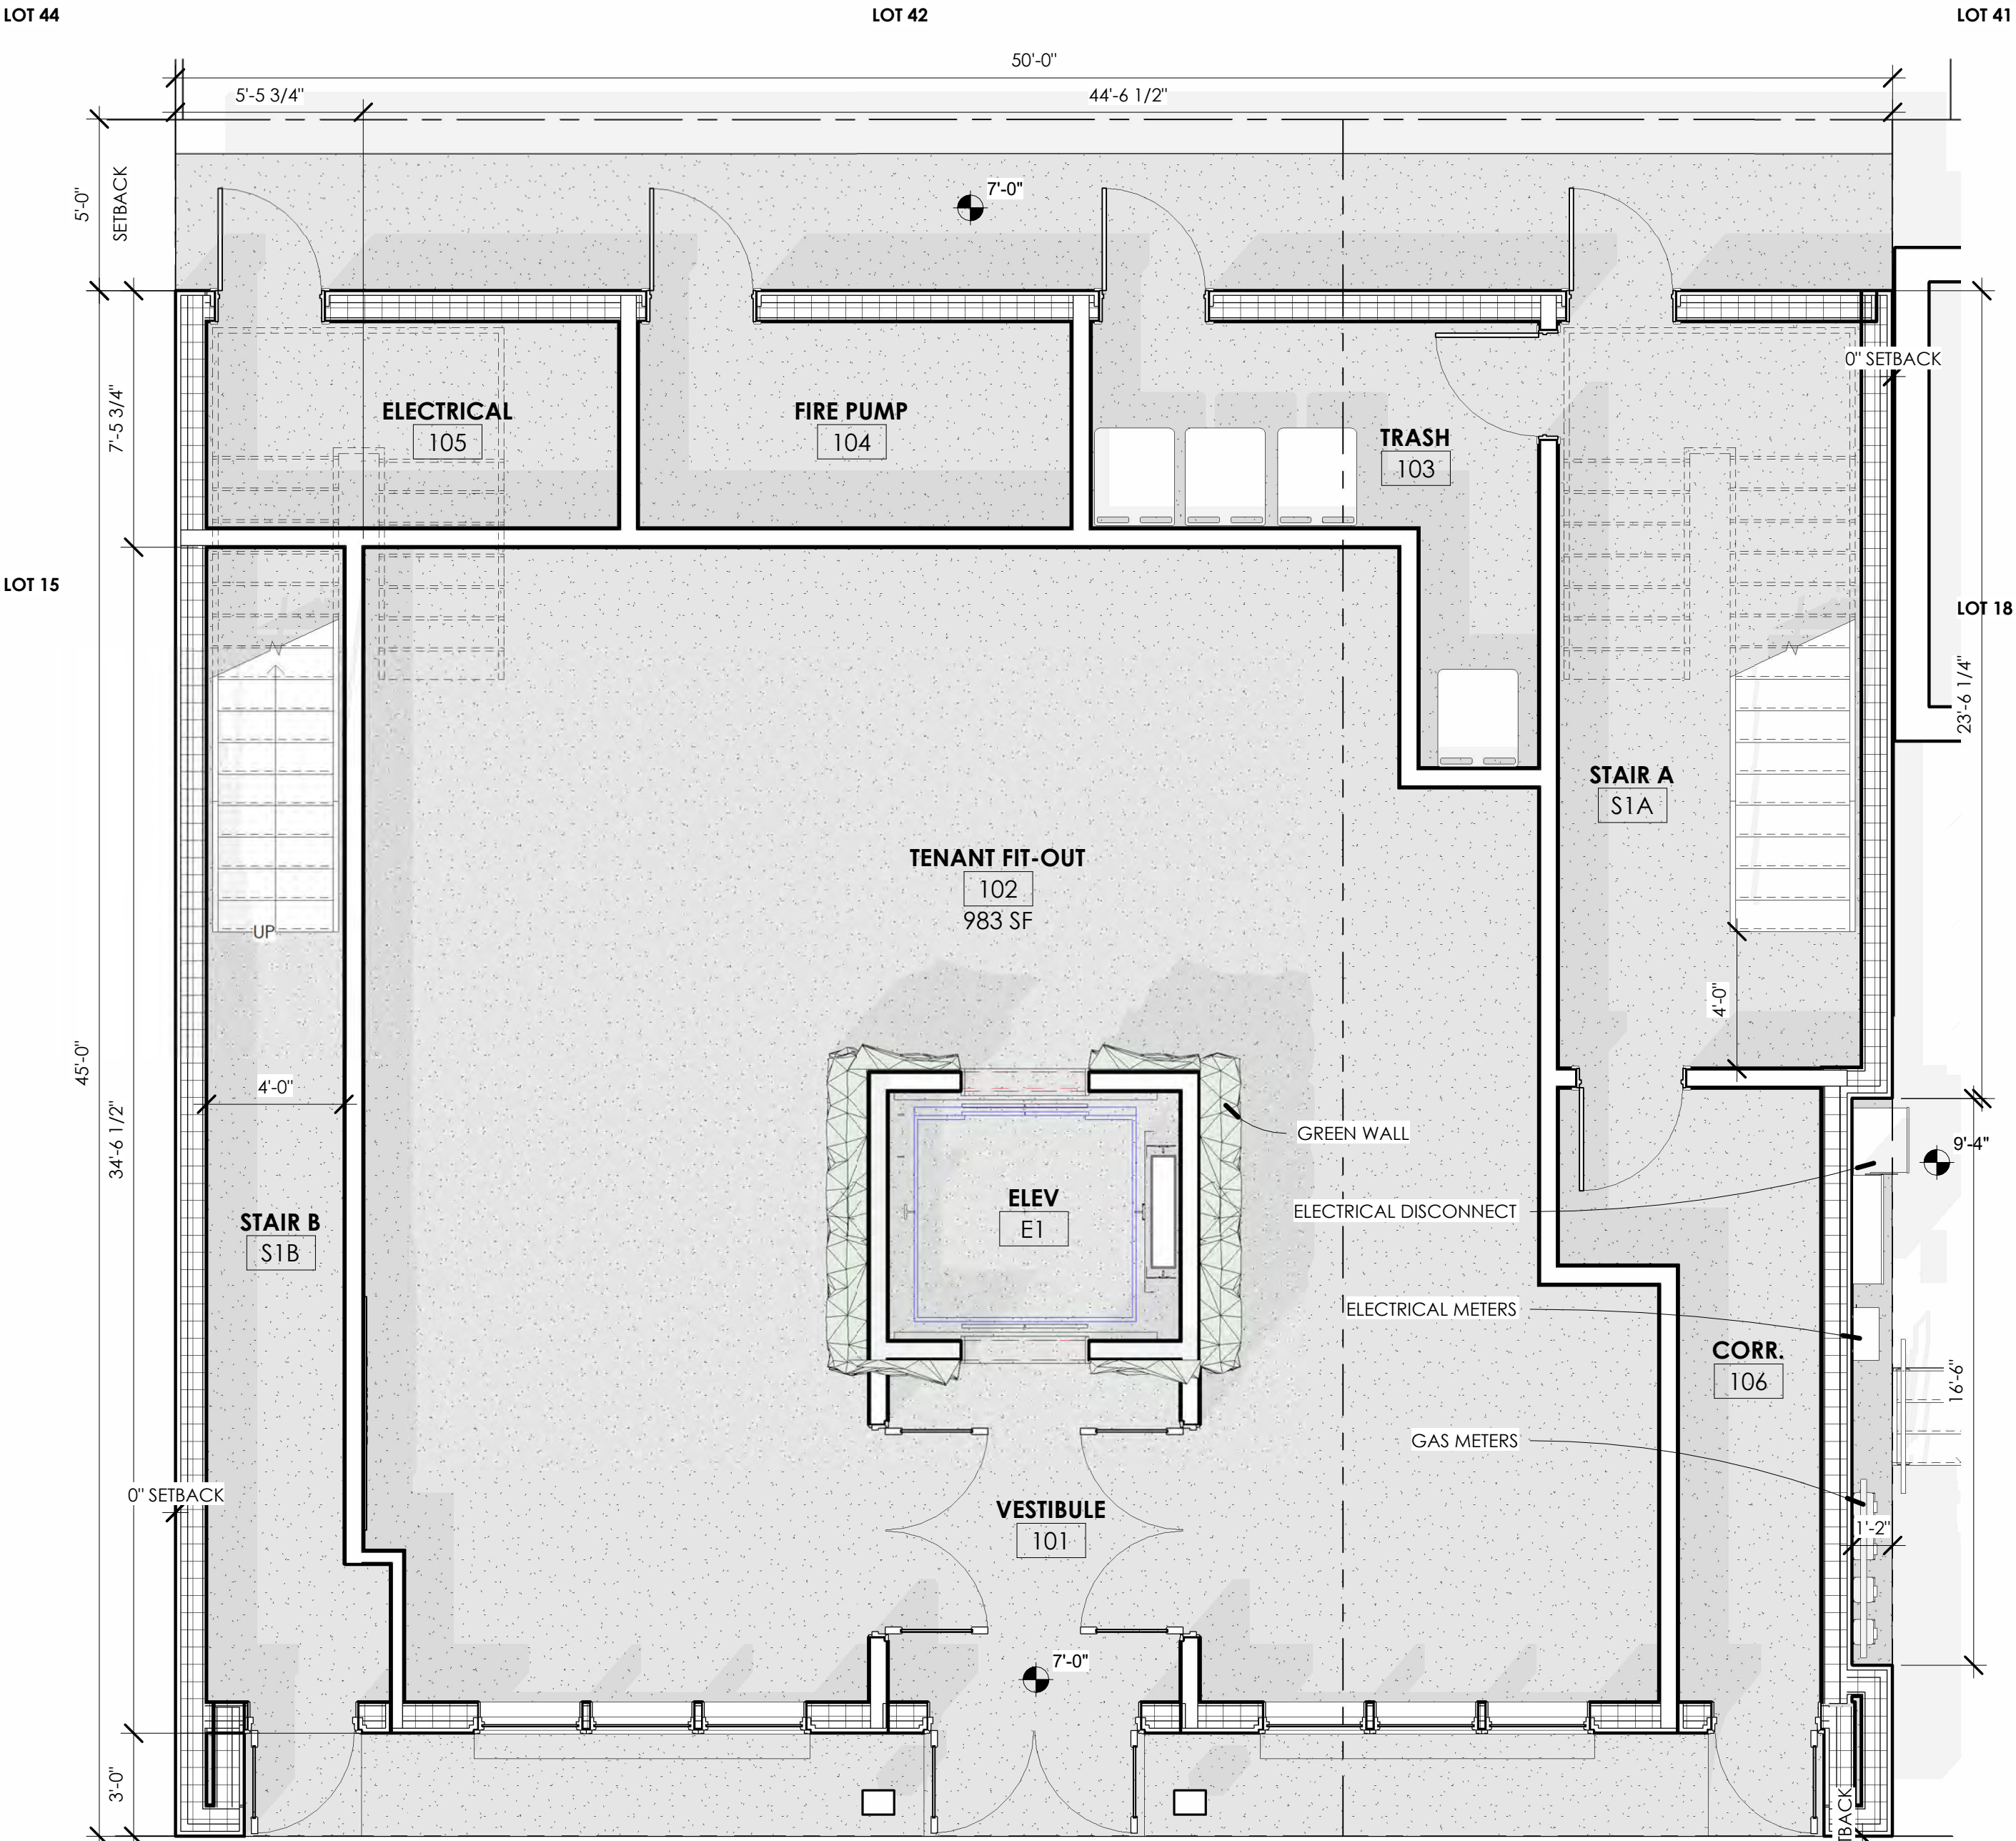 LOT 44
LOT 42
LOT 41
50'-0"
5'-5 3/4"
44'-6 1/2"
5'-0"
SETBACK
7'-0"
0" SETBACK
7'-5 3/4"
ELECTRICAL
105
FIRE PUMP
104
TRASH
103
LOT 15
LOT 18
23'-6 1/4"
STAIR A
S1A
TENANT FIT-OUT
102
983 SF
UP
4'-0"
45'-0"
4'-0"
34'-6 1/2"
GREEN WALL
9'-4"
ELECTRICAL DISCONNECT
ELEV
E1
STAIR B
S1B
ELECTRICAL METERS
CORR.
106
16'-6"
GAS METERS
0" SETBACK
VESTIBULE
101
1'-2"
7'-0"
3'-0"
TBACK